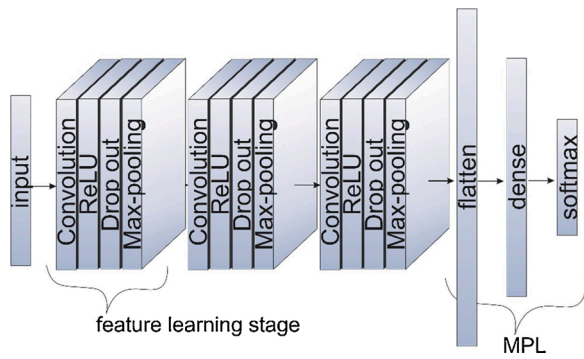 input
Convolution
ReLU
Drop out
Max-pooling
Convolution
ReLU
Drop out
Max-pooling
Convolution
ReLU
Drop out
Max-pooling
flatten
dense
softmax
feature learning stage
MPL